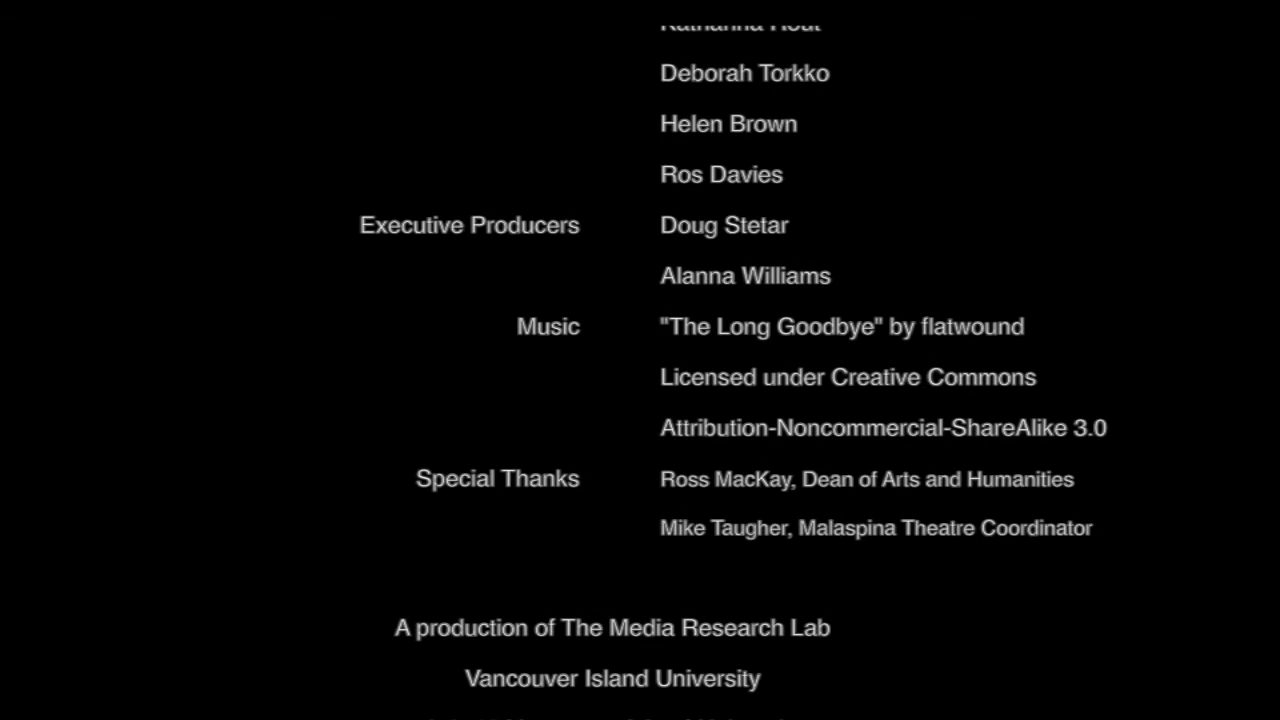 Deborah Torkko
Helen Brown
Ros Davies
Executive Producers Doug Stetar
Alanna Williams
Music "The Long Goodbye" by flatwound
Licensed under Creative Commons
Attribution-Noncommercial-ShareAlike 3.0
Special Thanks Ross MacKay, Dean of Arts and Humanities
Mike Taugher, Malaspina Theatre Coordinator
A production of The Media Research Lab
Vancouver Island University